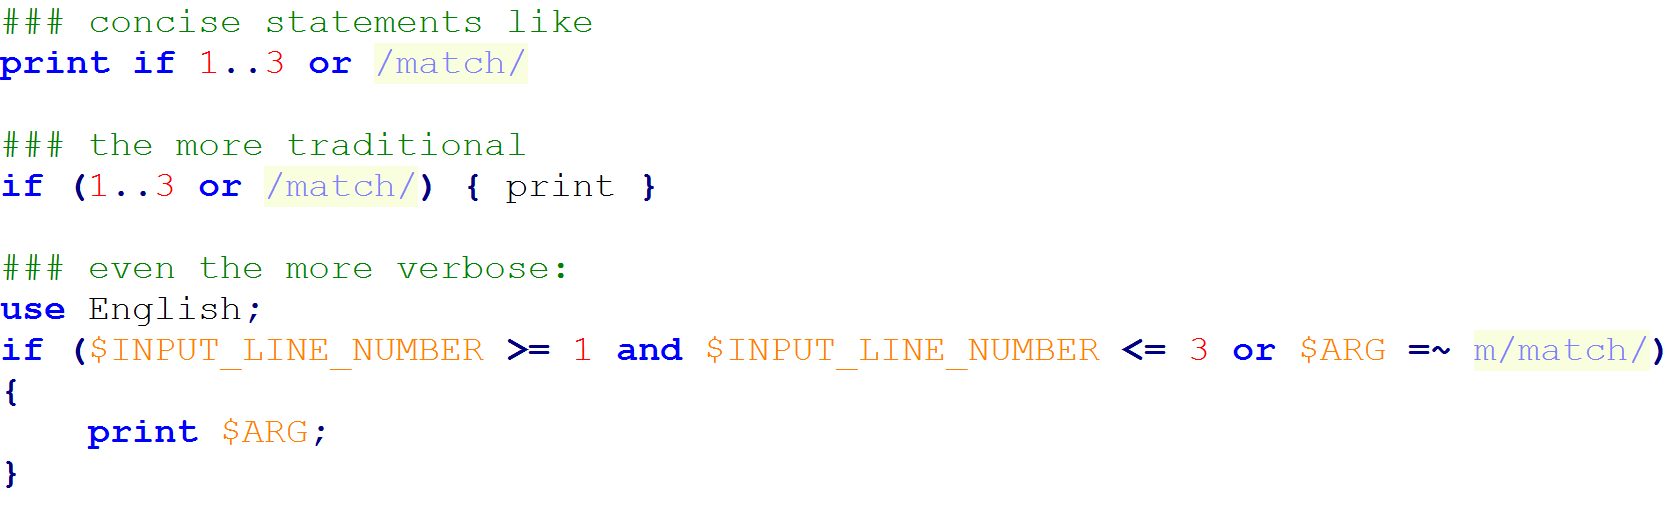 ### concise statements like
print if 1..3 or /match/
### the more traditional
if (1..3 or /match/) { print }
### even the more verbose:
use English;
if ($INPUT_LINE_NUMBER >= 1 and $INPUT_LINE_NUMBER <= 3 or $ARG =~ m/match/)
{
    print $ARG;
}